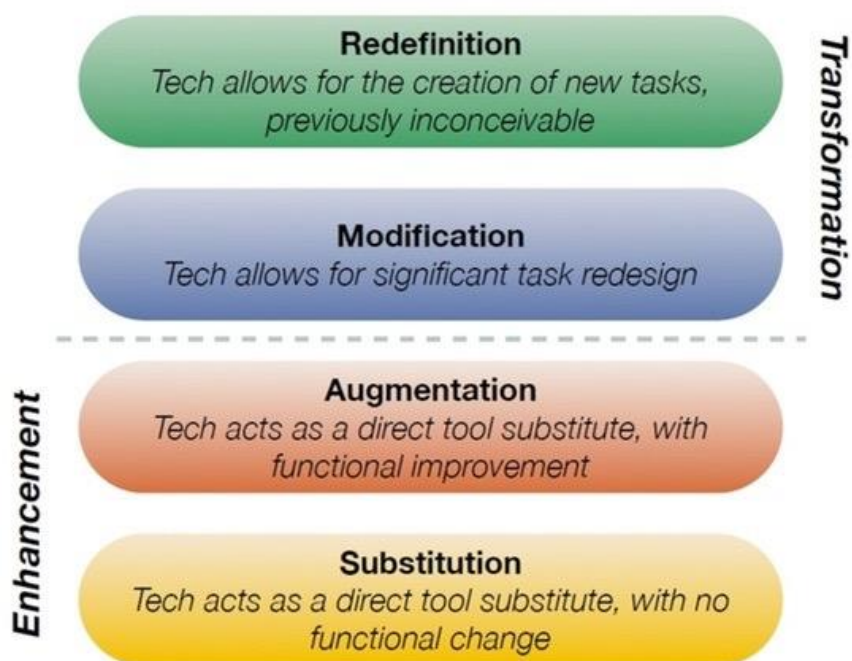 Redefinition
Tech allows for the creation of new tasks,
previously inconceivable
Transformation
Modification
Tech allows for significant task redesign
Enhancement
Augmentation
Tech acts as a direct tool substitute, with
functional improvement
Substitution
Tech acts as a direct tool substitute, with no
functional change